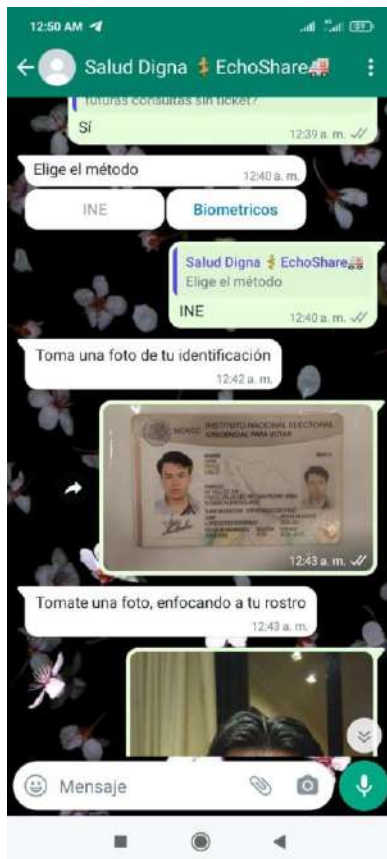 12:50 AM
Salud Digna ⚕ EchoShare🚑
futuras consultas sin ticket?
Sí
12:39 a. m.
Elige el método
12:40 a. m.
INE
Biometricos
Salud Digna ⚕ EchoShare🚑
Elige el método
INE
12:40 a. m.
Toma una foto de tu identificación
12:42 a. m.
MÉXICO INSTITUTO NACIONAL ELECTORAL
CREDENCIAL PARA VOTAR
12:43 a. m.
Tomate una foto, enfocando a tu rostro
12:43 a. m.
Mensaje